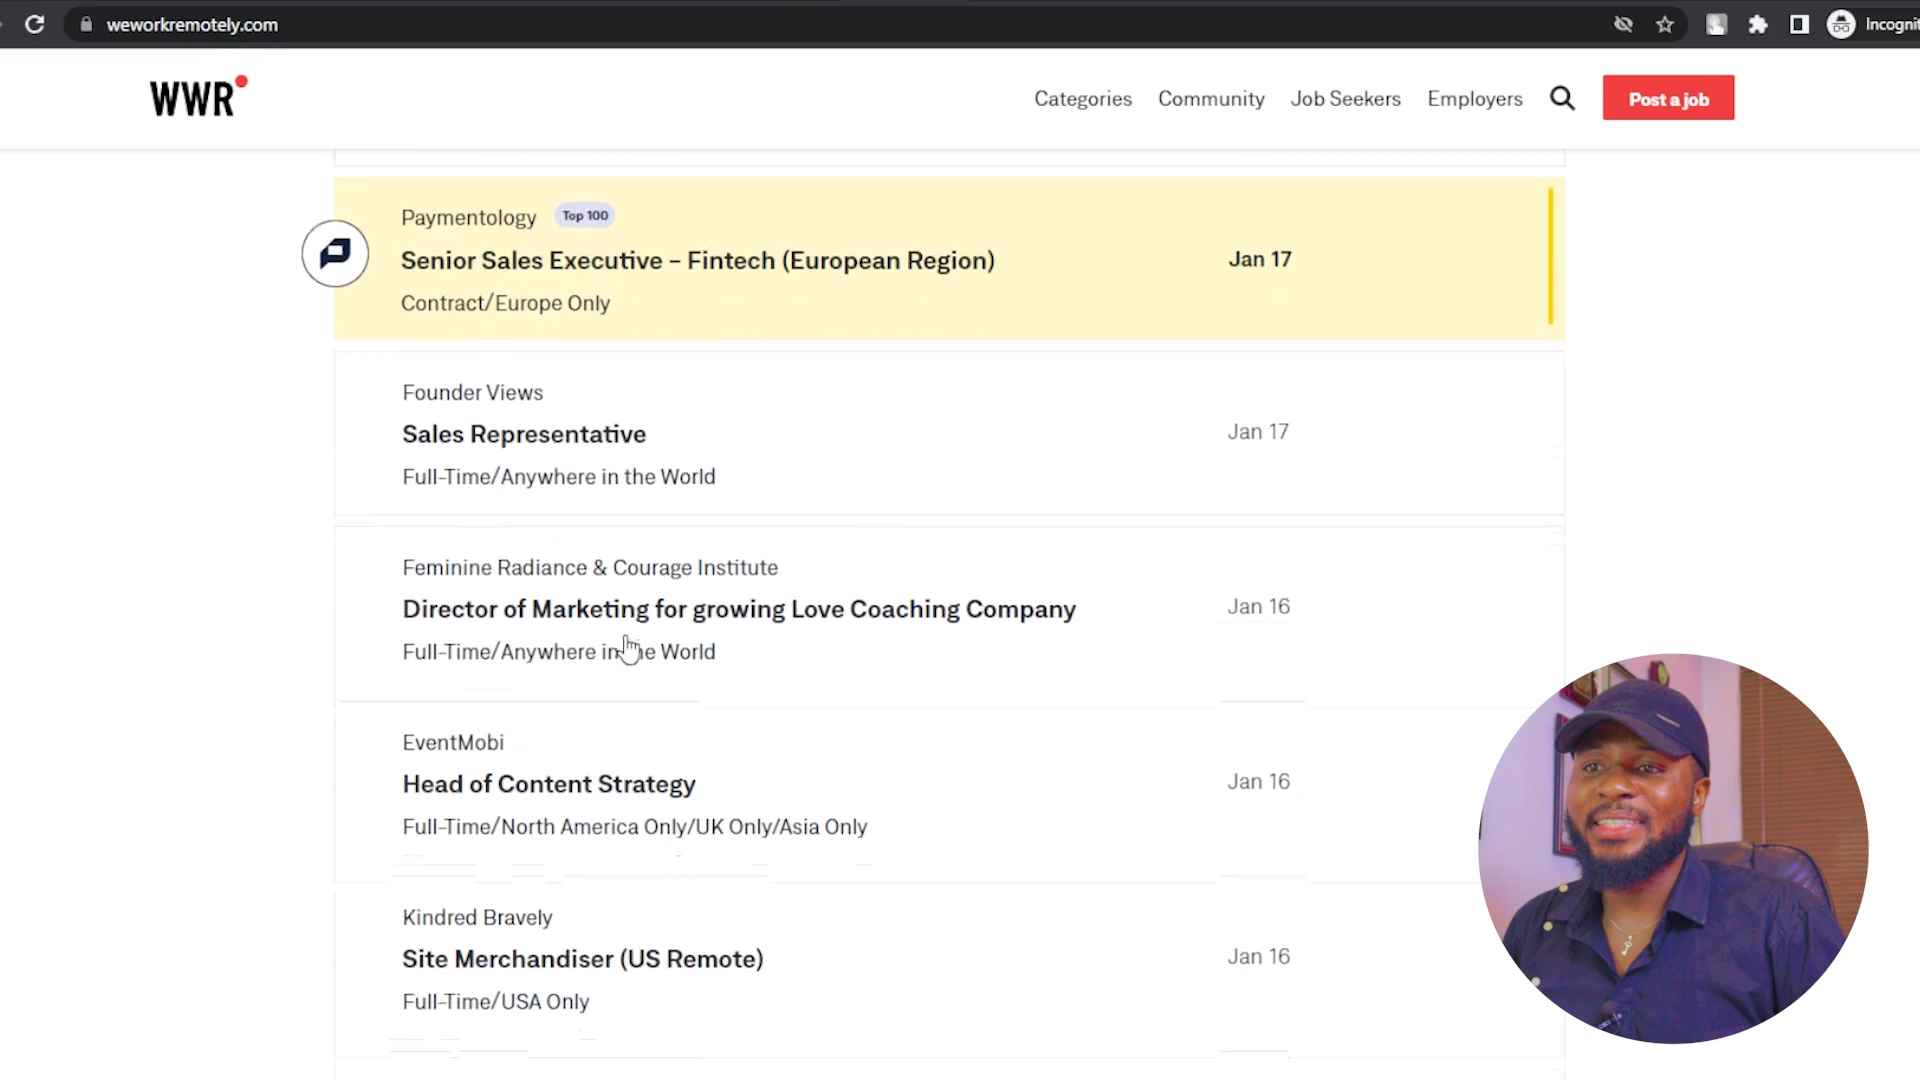 weworkremotely.com
Incognit
WWR
Categories
Community
Job Seekers
Employers
Post a job
Paymentology
Top 100
Senior Sales Executive – Fintech (European Region)
Jan 17
Contract/Europe Only
Founder Views
Sales Representative
Jan 17
Full-Time/Anywhere in the World
Feminine Radiance & Courage Institute
Director of Marketing for growing Love Coaching Company
Jan 16
Full-Time/Anywhere in the World
EventMobi
Head of Content Strategy
Jan 16
Full-Time/North America Only/UK Only/Asia Only
Kindred Bravely
Site Merchandiser (US Remote)
Jan 16
Full-Time/USA Only